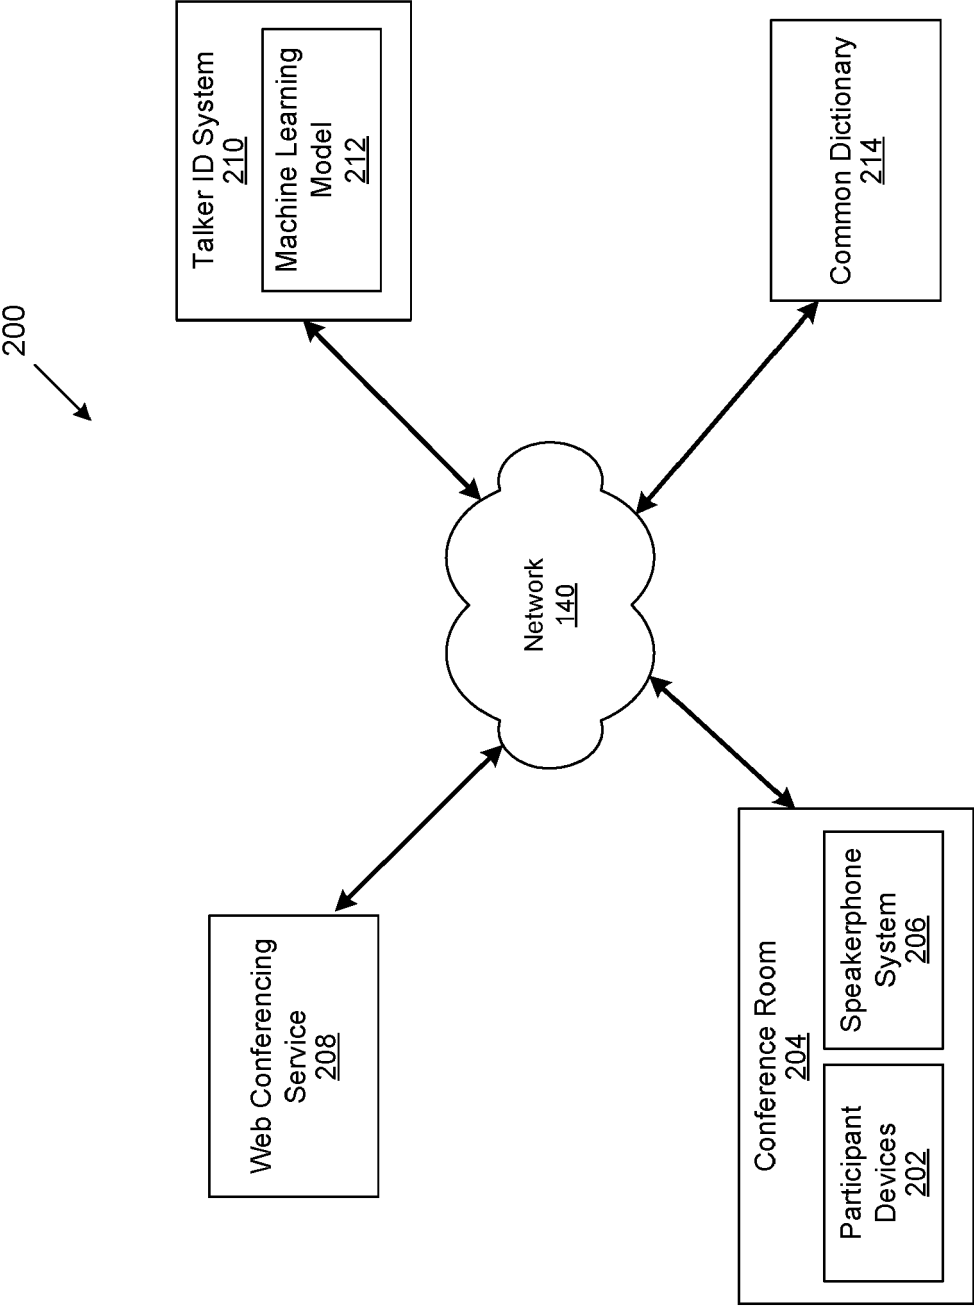 200
Web Conferencing
Service
208
Talker ID System
210
Machine Learning
Model
212
Network
140
Conference Room
204
Participant
Devices
202
Speakerphone
System
206
Common Dictionary
214